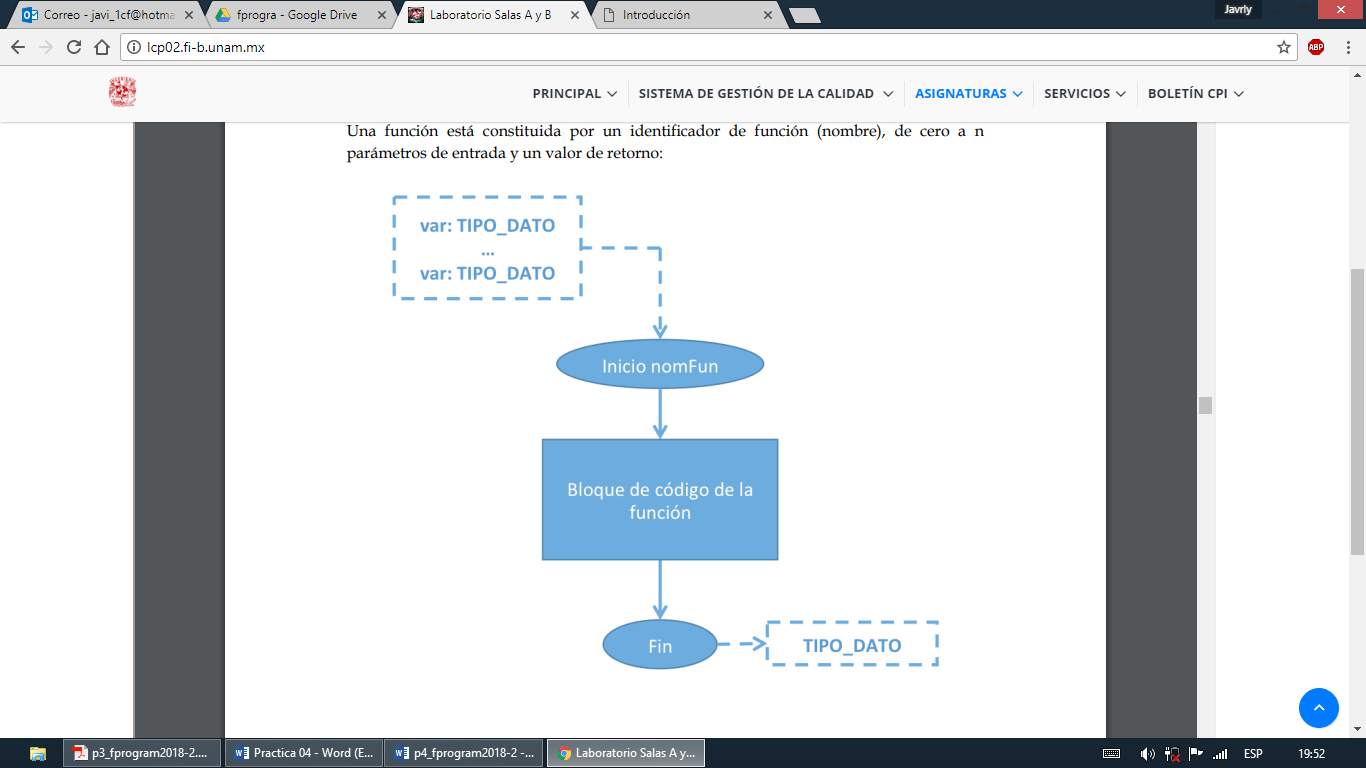 Correo - javi_1cf@hotma
fprogra - Google Drive
Laboratorio Salas A y B
Introducción
Javrly
lcp02.fi-b.unam.mx
ABP
PRINCIPAL
SISTEMA DE GESTIÓN DE LA CALIDAD
ASIGNATURAS
SERVICIOS
BOLETÍN CPI
Una función está constituida por un identificador de función (nombre), de cero a n
parámetros de entrada y un valor de retorno:
var: TIPO_DATO
...
var: TIPO_DATO
Inicio nomFun
Bloque de código de la
función
Fin
TIPO_DATO
p3_fprogram2018-2....
Practica 04 - Word (E...
p4_fprogram2018-2 -...
Laboratorio Salas A y...
ESP
19:52